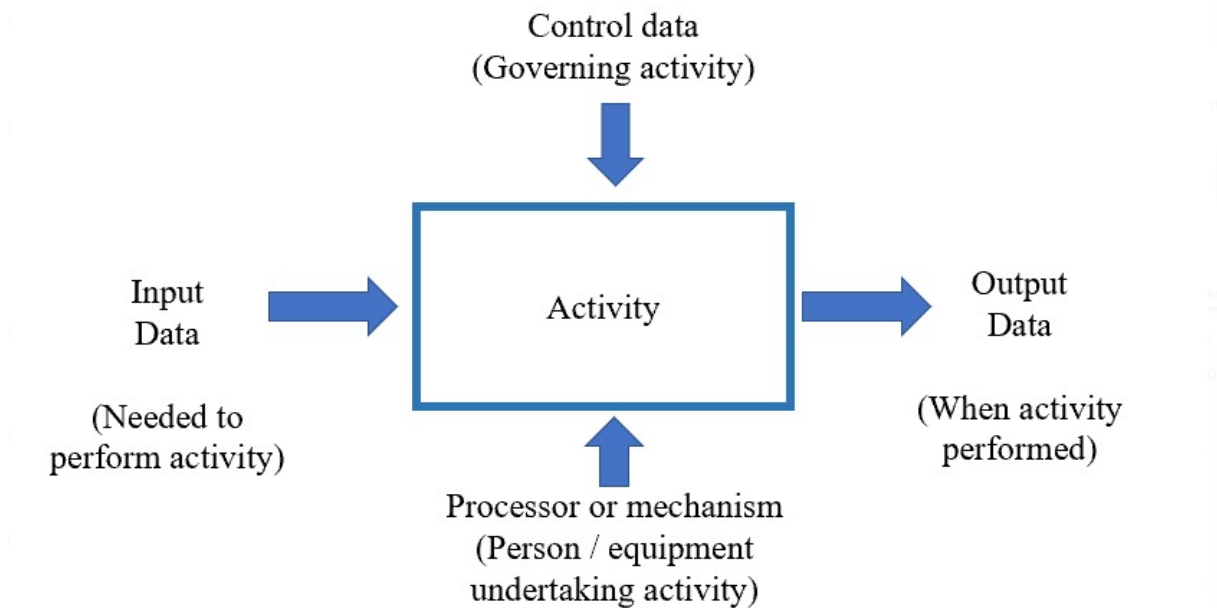 Control data
(Governing activity)
Input
Data
(Needed to
perform activity)
Activity
Output
Data
(When activity
performed)
Processor or mechanism
(Person / equipment
undertaking activity)